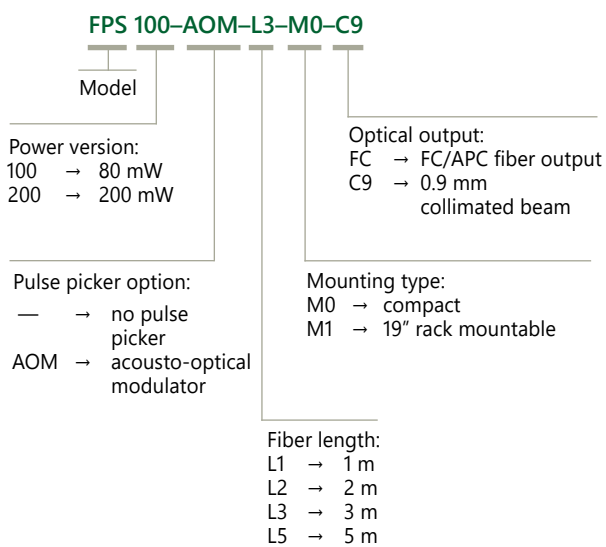 FPS 100–AOM–L3–M0–C9
Model
Power version:
100 → 80 mW
200 → 200 mW
Optical output:
FC → FC/APC fiber output
C9 → 0.9 mm
collimated beam
Pulse picker option:
— → no pulse
picker
AOM → acousto-optical
modulator
Mounting type:
M0 → compact
M1 → 19” rack mountable
Fiber length:
L1 → 1 m
L2 → 2 m
L3 → 3 m
L5 → 5 m